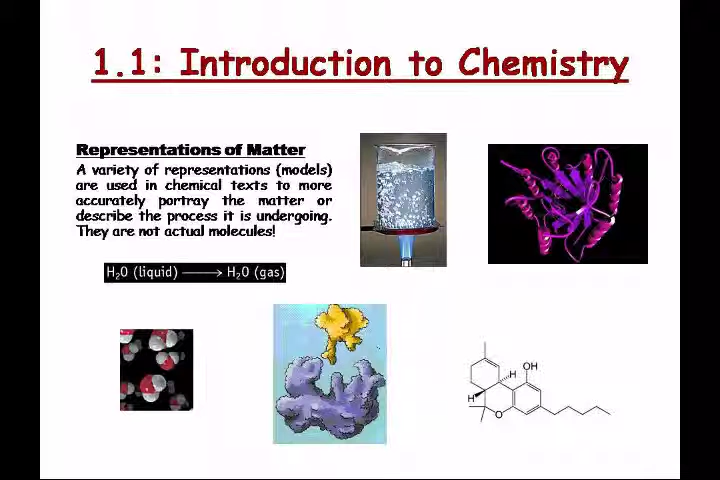 1.1: Introduction to Chemistry
Representations of Matter
A variety of representations (models)
are used in chemical texts to more
accurately portray the matter or
describe the process it is undergoing.
They are not actual molecules!
H₂O (liquid) ⟶ H₂O (gas)
OH
H
H
O